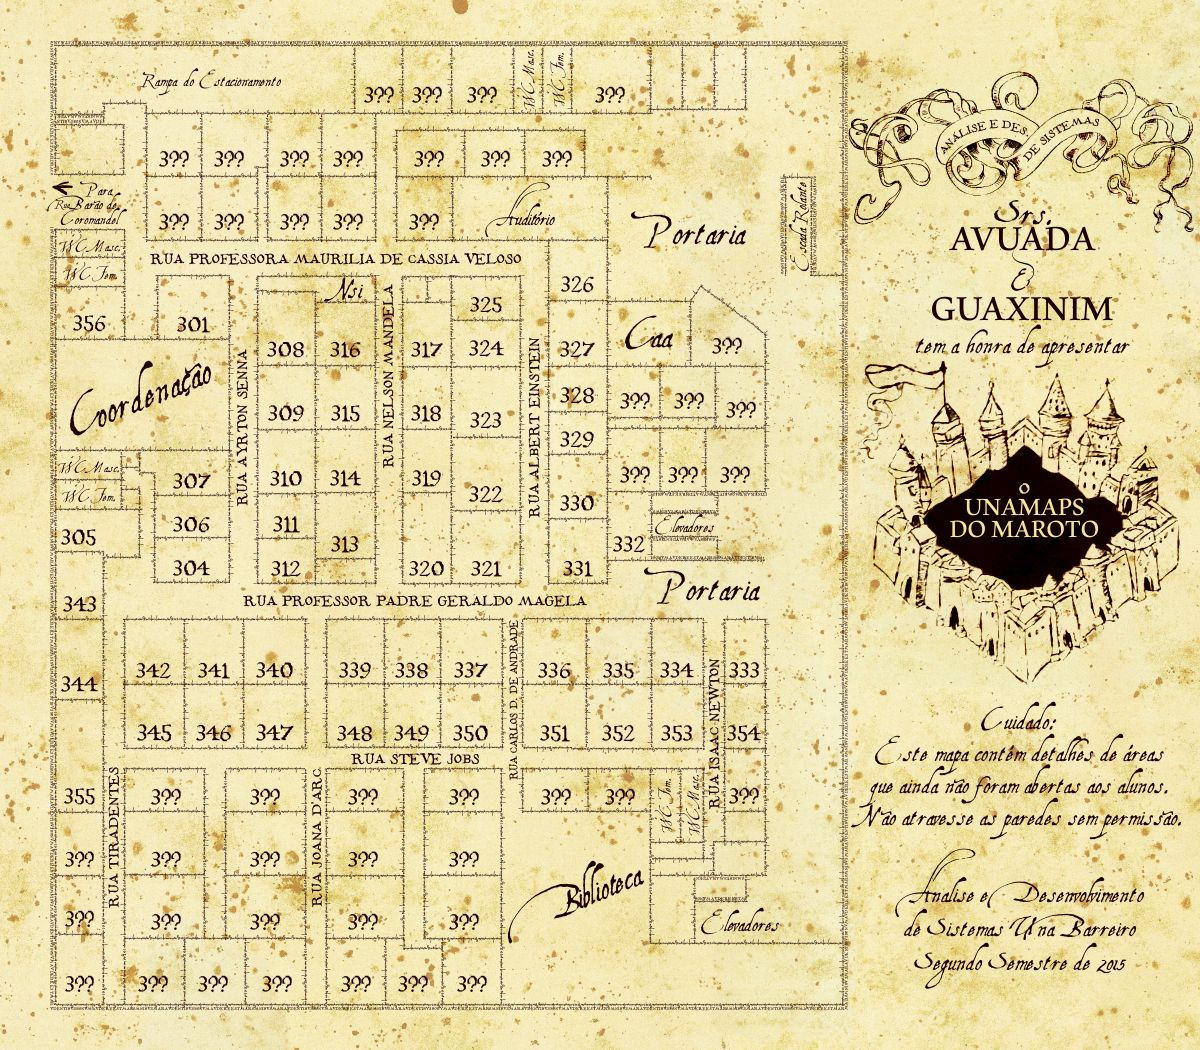 Rampa do Estacionamento
3??
3??
3??
WC Masc.
WC Fem.
3??
3??
3??
3??
3??
3??
3??
3??
Para
Rua Barão de
Coromandel
3??
3??
3??
3??
3??
Auditório
Portaria
Escada Rolante
WC Masc.
WC Fem.
RUA PROFESSORA MAURILIA DE CASSIA VELOSO
356
301
Nsi
325
326
308
316
317
324
327
Caa
3??
Coordenação
RUA AYRTON SENNA
RUA NELSON MANDELA
RUA ALBERT EINSTEIN
309
315
318
323
328
3??
3??
3??
329
WC Masc.
WC Fem.
307
310
314
319
322
330
3??
3??
3??
305
306
311
313
332
Elevadores
304
312
320
321
331
343
RUA PROFESSOR PADRE GERALDO MAGELA
Portaria
344
342
341
340
339
338
337
RUA CARLOS D. DE ANDRADE
336
335
334
RUA ISAAC NEWTON
333
345
346
347
348
349
350
351
352
353
354
RUA STEVE JOBS
355
RUA TIRADENTES
3??
3??
RUA JOANA D'ARC
3??
3??
3??
3??
WC Fem.
WC Masc.
3??
3??
3??
3??
3??
3??
3??
3??
3??
3??
3??
Biblioteca
Elevadores
3??
3??
3??
3??
3??
3??
3??
ANALISE E DES.
DE SISTEMAS
Srs.
AVUADA
&
GUAXINIM
tem a honra de apresentar
O
UNAMAPS
DO MAROTO
Cuidado:
Este mapa contém detalhes de áreas
que ainda não foram abertas aos alunos.
Não atravesse as paredes sem permissão.
Analise e Desenvolvimento
de Sistemas Una Barreiro
Segundo Semestre de 2015